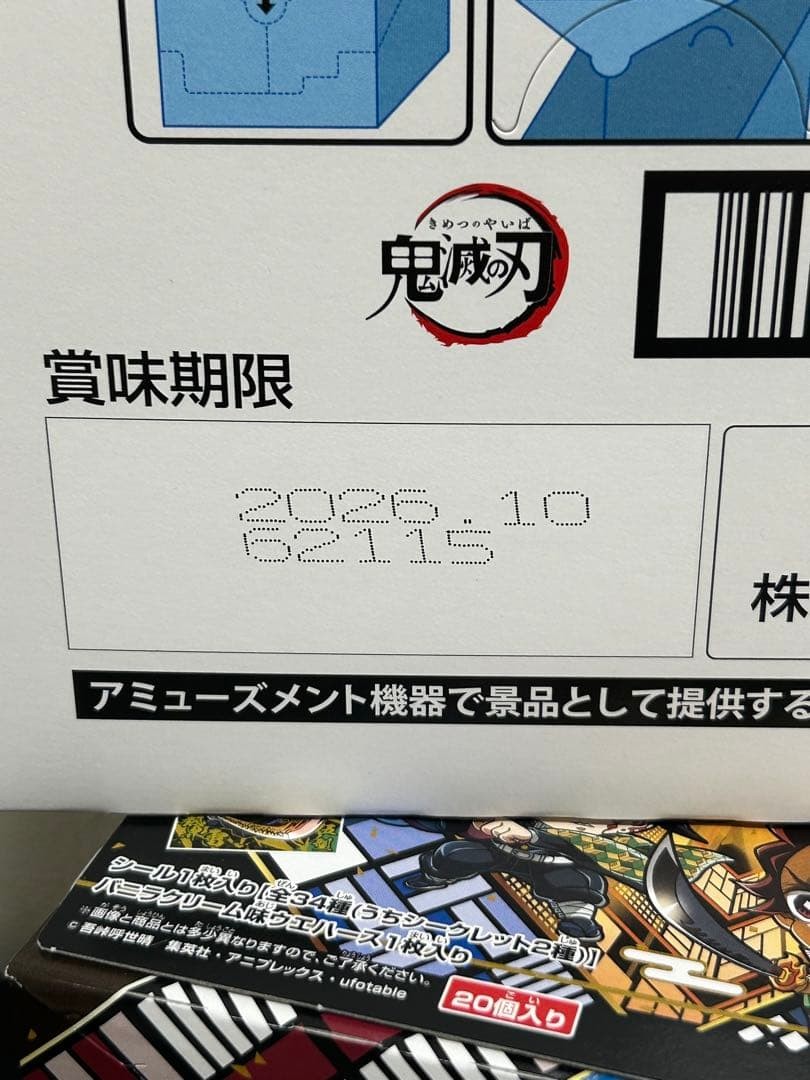 きめつのやいば
鬼滅の刃
賞味期限
2026.10
62115
株
アミューズメント機器で景品として提供する
シール1枚入り【全34種(うちシークレット2種)】
バニラクリーム味ウエハース1枚入り
※画像と商品とは多少異なりますので、ご了承ください。
©吾峠呼世晴／集英社・アニプレックス・ufotable
20個入り